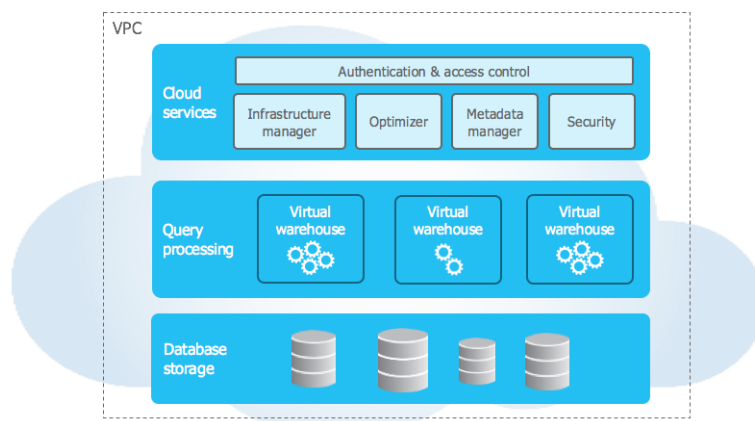 VPC
Cloud
services
Authentication & access control
Infrastructure
manager
Optimizer
Metadata
manager
Security
Query
processing
Virtual
warehouse
Virtual
warehouse
Virtual
warehouse
Database
storage